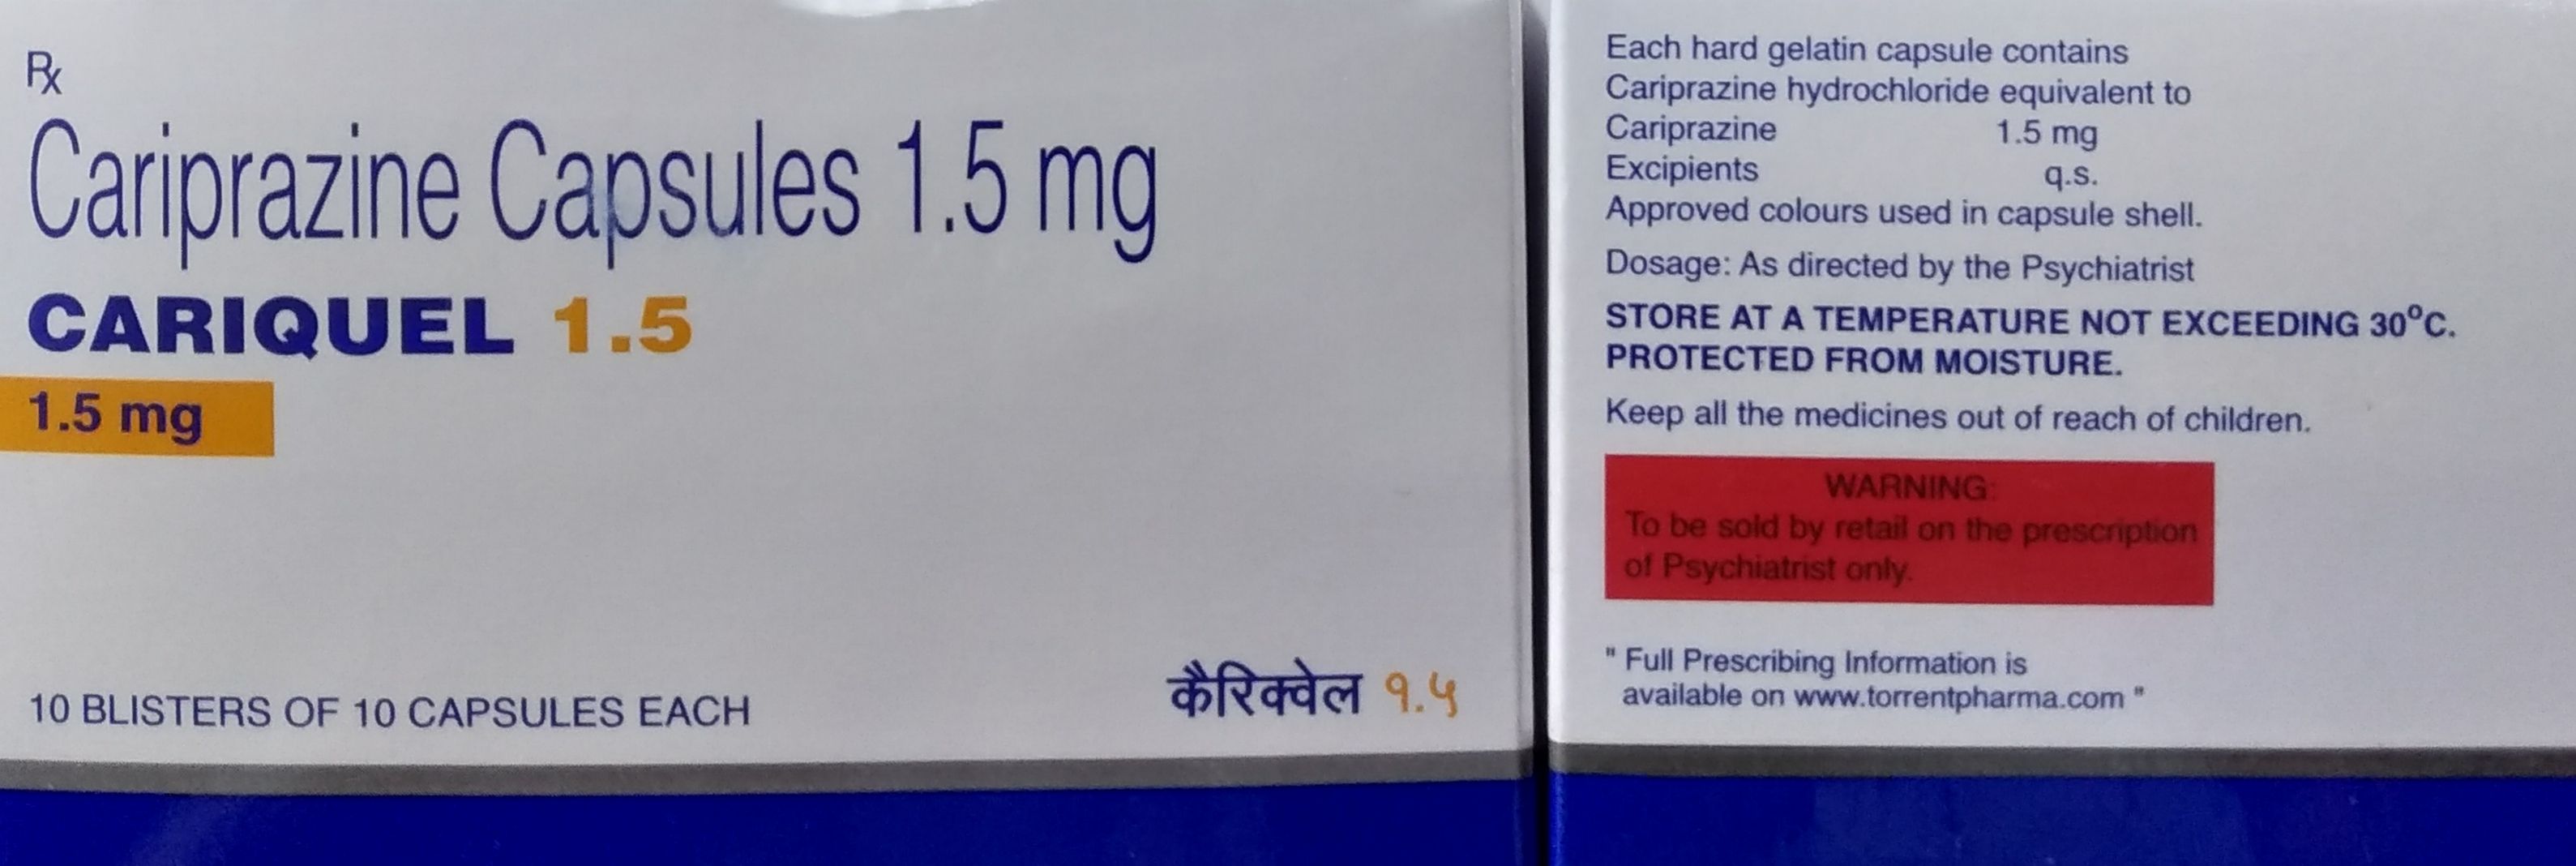 Rx
Cariprazine Capsules 1.5 mg
CARIQUEL 1.5
1.5 mg
10 BLISTERS OF 10 CAPSULES EACH
कैरिक्वेल १.५
Each hard gelatin capsule contains
Cariprazine hydrochloride equivalent to
Cariprazine 1.5 mg
Excipients q.s.
Approved colours used in capsule shell.
Dosage: As directed by the Psychiatrist
STORE AT A TEMPERATURE NOT EXCEEDING 30°C.
PROTECTED FROM MOISTURE.
Keep all the medicines out of reach of children.
WARNING:
To be sold by retail on the prescription
of Psychiatrist only.
" Full Prescribing Information is
available on www.torrentpharma.com "